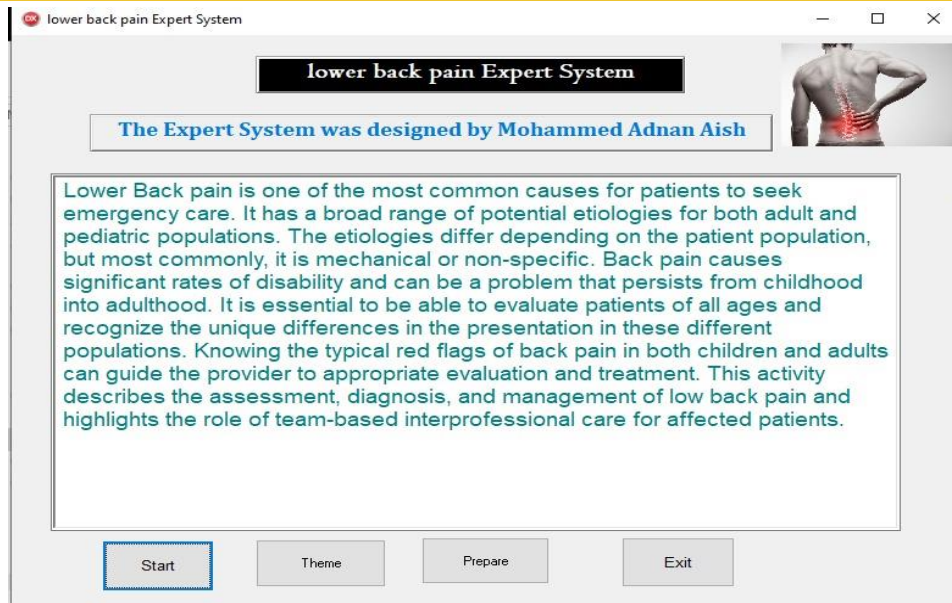 lower back pain Expert System
lower back pain Expert System
The Expert System was designed by Mohammed Adnan Aish
Lower Back pain is one of the most common causes for patients to seek
emergency care. It has a broad range of potential etiologies for both adult and
pediatric populations. The etiologies differ depending on the patient population,
but most commonly, it is mechanical or non-specific. Back pain causes
significant rates of disability and can be a problem that persists from childhood
into adulthood. It is essential to be able to evaluate patients of all ages and
recognize the unique differences in the presentation in these different
populations. Knowing the typical red flags of back pain in both children and adults
can guide the provider to appropriate evaluation and treatment. This activity
describes the assessment, diagnosis, and management of low back pain and
highlights the role of team-based interprofessional care for affected patients.
Start Theme Prepare Exit